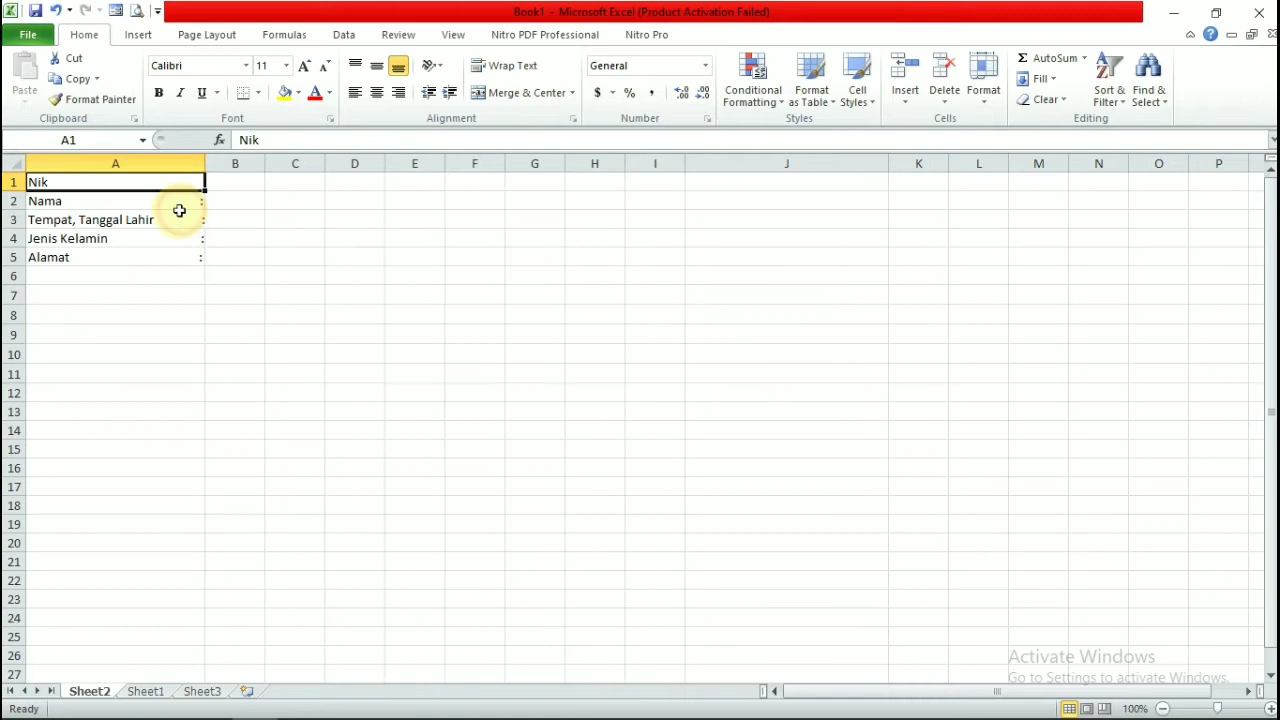 Book1 - Microsoft Excel (Product Activation Failed)
File Home Insert Page Layout Formulas Data Review View Nitro PDF Professional Nitro Pro
Paste
Cut
Copy
Format Painter
Clipboard
Calibri 11
B I U
A
Font
Wrap Text
Merge & Center
Alignment
General
$ % ,
Number
Conditional Formatting
Format as Table
Cell Styles
Styles
Insert
Delete
Format
Cells
Σ AutoSum
Fill
Clear
Sort & Filter
Find & Select
Editing
A1 fx Nik
A B C D E F G H I J K L M N O P
1 Nik
2 Nama :
3 Tempat, Tanggal Lahir :
4 Jenis Kelamin :
5 Alamat :
6
7
8
9
10
11
12
13
14
15
16
17
18
19
20
21
22
23
24
25
26
27
Activate Windows
Go to Settings to activate Windows.
Sheet2 Sheet1 Sheet3
Ready 100%